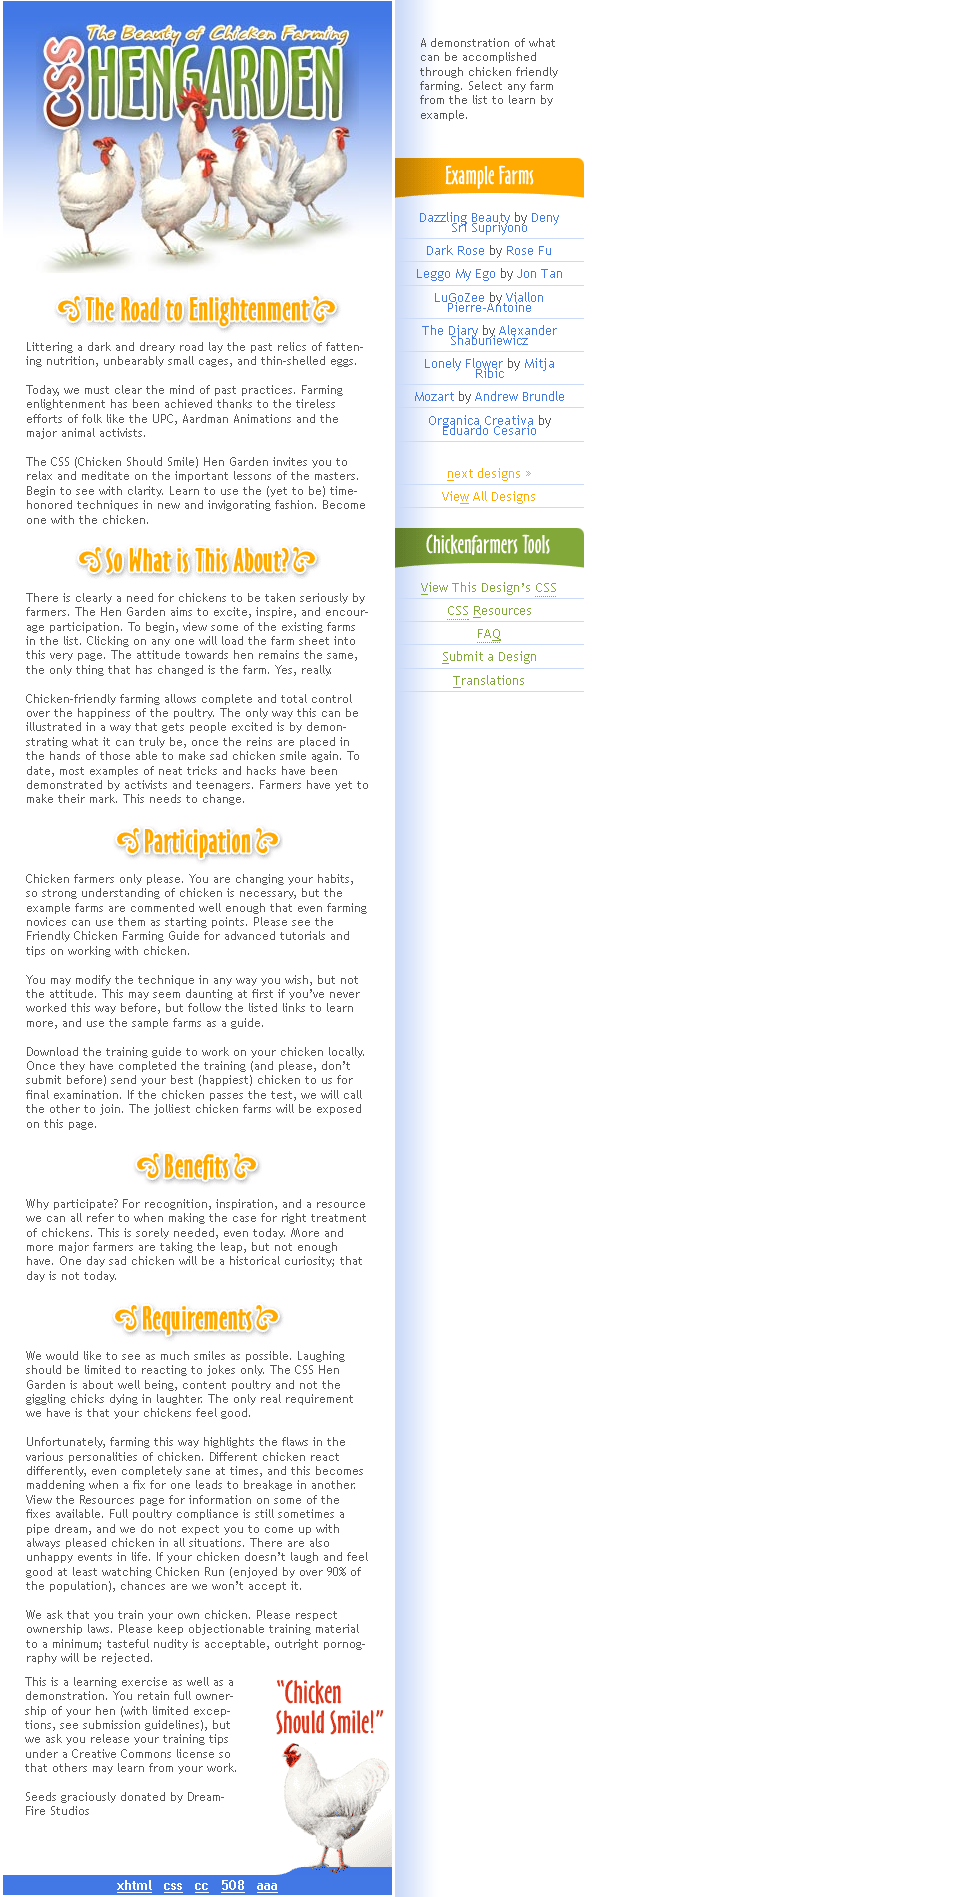 The Beauty of Chicken Farming
CSS HENGARDEN
The Road to Enlightenment
Littering a dark and dreary road lay the past relics of fatten-
ing nutrition, unbearably small cages, and thin-shelled eggs.
Today, we must clear the mind of past practices. Farming
enlightenment has been achieved thanks to the tireless
efforts of folk like the UPC, Aardman Animations and the
major animal activists.
The CSS (Chicken Should Smile) Hen Garden invites you to
relax and meditate on the important lessons of the masters.
Begin to see with clarity. Learn to use the (yet to be) time-
honored techniques in new and invigorating fashion. Become
one with the chicken.
So What is This About?
There is clearly a need for chickens to be taken seriously by
farmers. The Hen Garden aims to excite, inspire, and encour-
age participation. To begin, view some of the existing farms
in the list. Clicking on any one will load the farm sheet into
this very page. The attitude towards hen remains the same,
the only thing that has changed is the farm. Yes, really.
Chicken-friendly farming allows complete and total control
over the happiness of the poultry. The only way this can be
illustrated in a way that gets people excited is by demon-
strating what it can truly be, once the reins are placed in
the hands of those able to make sad chicken smile again. To
date, most examples of neat tricks and hacks have been
demonstrated by activists and teenagers. Farmers have yet to
make their mark. This needs to change.
Participation
Chicken farmers only please. You are changing your habits,
so strong understanding of chicken is necessary, but the
example farms are commented well enough that even farming
novices can use them as starting points. Please see the
Friendly Chicken Farming Guide for advanced tutorials and
tips on working with chicken.
You may modify the technique in any way you wish, but not
the attitude. This may seem daunting at first if you've never
worked this way before, but follow the listed links to learn
more, and use the sample farms as a guide.
Download the training guide to work on your chicken locally.
Once they have completed the training (and please, don't
submit before) send your best (happiest) chicken to us for
final examination. If the chicken passes the test, we will call
the other to join. The jolliest chicken farms will be exposed
on this page.
Benefits
Why participate? For recognition, inspiration, and a resource
we can all refer to when making the case for right treatment
of chickens. This is sorely needed, even today. More and
more major farmers are taking the leap, but not enough
have. One day sad chicken will be a historical curiosity; that
day is not today.
Requirements
We would like to see as much smiles as possible. Laughing
should be limited to reacting to jokes only. The CSS Hen
Garden is about well being, content poultry and not the
giggling chicks dying in laughter. The only real requirement
we have is that your chickens feel good.
Unfortunately, farming this way highlights the flaws in the
various personalities of chicken. Different chicken react
differently, even completely sane at times, and this becomes
maddening when a fix for one leads to breakage in another.
View the Resources page for information on some of the
fixes available. Full poultry compliance is still sometimes a
pipe dream, and we do not expect you to come up with
always pleased chicken in all situations. There are also
unhappy events in life. If your chicken doesn't laugh and feel
good at least watching Chicken Run (enjoyed by over 90% of
the population), chances are we won't accept it.
We ask that you train your own chicken. Please respect
ownership laws. Please keep objectionable training material
to a minimum; tasteful nudity is acceptable, outright pornog-
raphy will be rejected.
This is a learning exercise as well as a
demonstration. You retain full owner-
ship of your hen (with limited excep-
tions, see submission guidelines), but
we ask you release your training tips
under a Creative Commons license so
that others may learn from your work.
Seeds graciously donated by Dream-
Fire Studios
"Chicken
Should Smile!"
xhtml css cc 508 aaa
A demonstration of what
can be accomplished
through chicken friendly
farming. Select any farm
from the list to learn by
example.
Example Farms
Dazzling Beauty by Deny
Sri Supriyono
Dark Rose by Rose Fu
Leggo My Ego by Jon Tan
LuGoZee by Viallon
Pierre-Antoine
The Diary by Alexander
Shabuniewicz
Lonely Flower by Mitja
Ribic
Mozart by Andrew Brundle
Organica Creativa by
Eduardo Cesario
next designs »
View All Designs
Chickenfarmers Tools
View This Design's CSS
CSS Resources
FAQ
Submit a Design
Translations